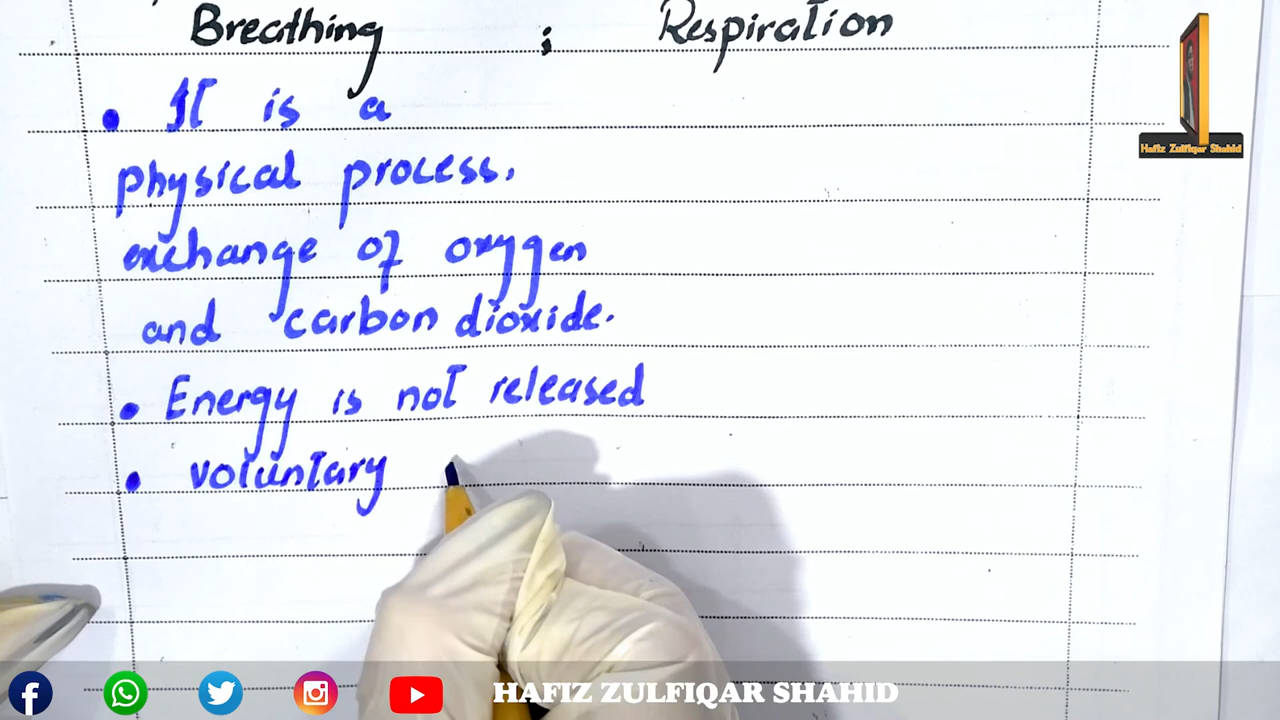 Breathing ; Respiration
• It is a
physical process.
exchange of oxygen
and carbon dioxide.
• Energy is not released
• voluntary
Hafiz Zulfiqar Shahid
HAFIZ ZULFIQAR SHAHID